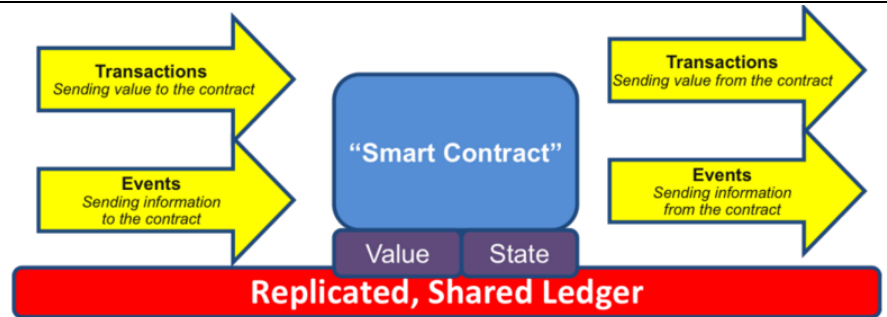 Transactions
Sending value to the contract
Events
Sending information
to the contract
“Smart Contract”
Value
State
Transactions
Sending value from the contract
Events
Sending information
from the contract
Replicated, Shared Ledger